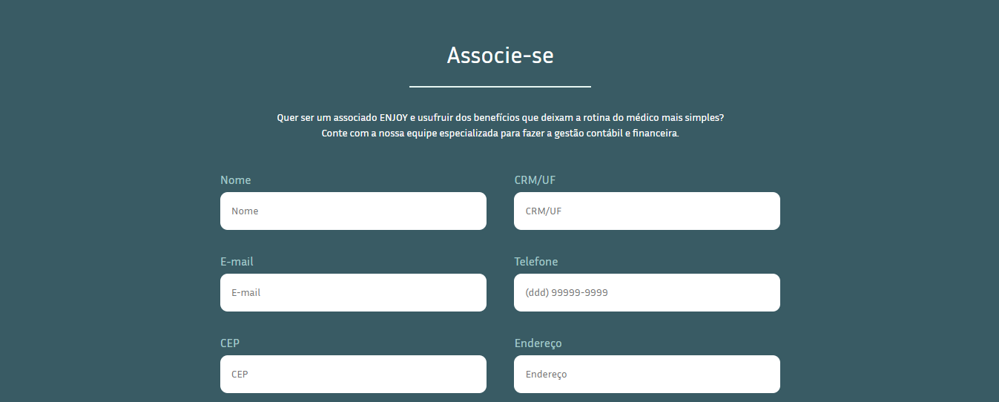 Associe-se
Quer ser um associado ENJOY e usufruir dos benefícios que deixam a rotina do médico mais simples?
Conte com a nossa equipe especializada para fazer a gestão contábil e financeira.
Nome
CRM/UF
Nome
CRM/UF
E-mail
Telefone
E-mail
(ddd) 99999-9999
CEP
Endereço
CEP
Endereço